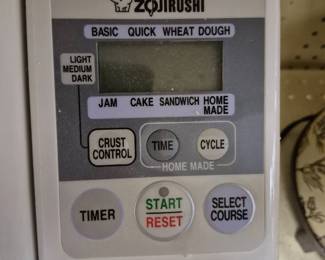 ZOJIRUSHI
BASIC QUICK WHEAT DOUGH
LIGHT
MEDIUM
DARK
JAM CAKE SANDWICH HOME
MADE
CRUST
CONTROL
TIME
CYCLE
HOME MADE
TIMER
START
RESET
SELECT
COURSE